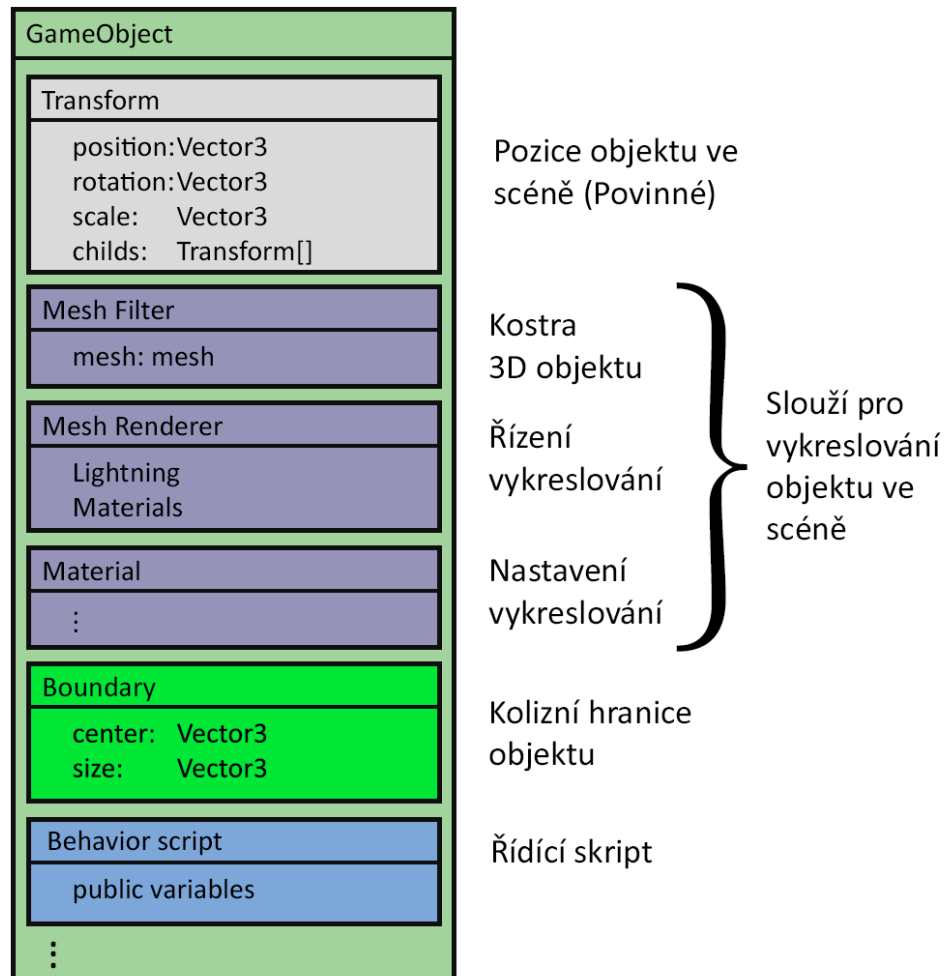 GameObject
Transform
position:Vector3
rotation:Vector3
scale: Vector3
childs: Transform[]
Pozice objektu ve
scéně (Povinné)
Mesh Filter
mesh: mesh
Kostra
3D objektu
Mesh Renderer
Lightning
Materials
Řízení
vykreslování
Material
⋮
Nastavení
vykreslování
Slouží pro
vykreslování
objektu ve
scéně
Boundary
center: Vector3
size: Vector3
Kolizní hranice
objektu
Behavior script
public variables
Řídící skript
⋮